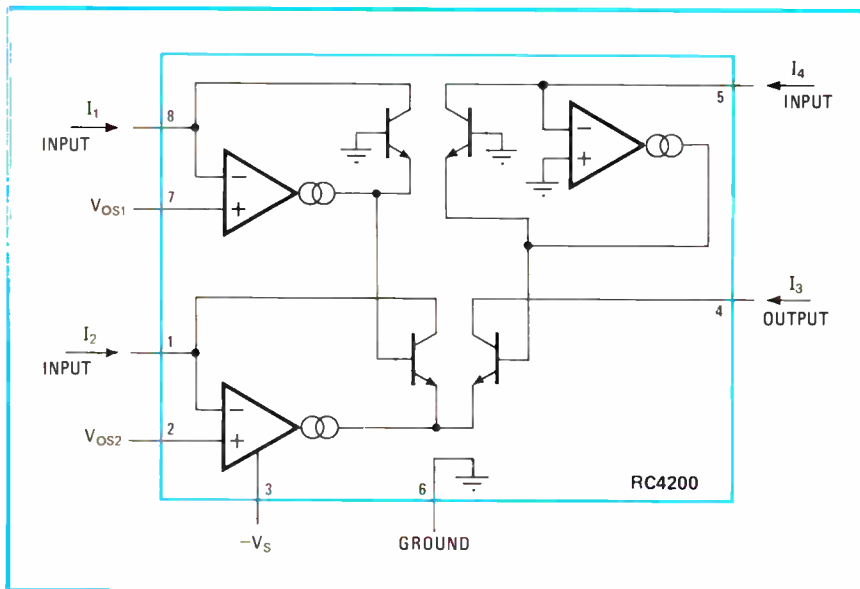 I1
INPUT
8
VOS1
7
-
+
I4
INPUT
5
-
+
I2
INPUT
1
VOS2
2
-
+
I3
OUTPUT
4
3
-VS
6
GROUND
RC4200